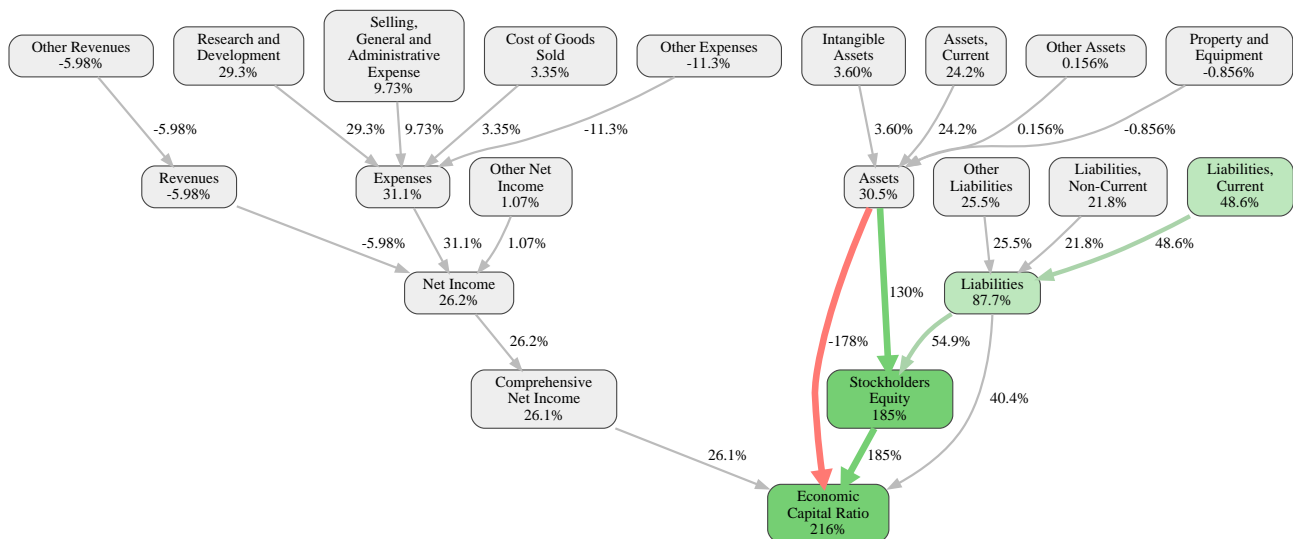 Other Revenues
-5.98%
Research and
Development
29.3%
Selling,
General and
Administrative
Expense
9.73%
Cost of Goods
Sold
3.35%
Other Expenses
-11.3%
Intangible
Assets
3.60%
Assets,
Current
24.2%
Other Assets
0.156%
Property and
Equipment
-0.856%
-5.98%
29.3%
9.73%
3.35%
-11.3%
3.60%
24.2%
0.156%
-0.856%
Revenues
-5.98%
Expenses
31.1%
Other Net
Income
1.07%
Assets
30.5%
Other
Liabilities
25.5%
Liabilities,
Non-Current
21.8%
Liabilities,
Current
48.6%
-5.98%
31.1%
1.07%
25.5%
21.8%
48.6%
Net Income
26.2%
130%
Liabilities
87.7%
26.2%
-178%
54.9%
Comprehensive
Net Income
26.1%
Stockholders
Equity
185%
40.4%
26.1%
185%
Economic
Capital Ratio
216%